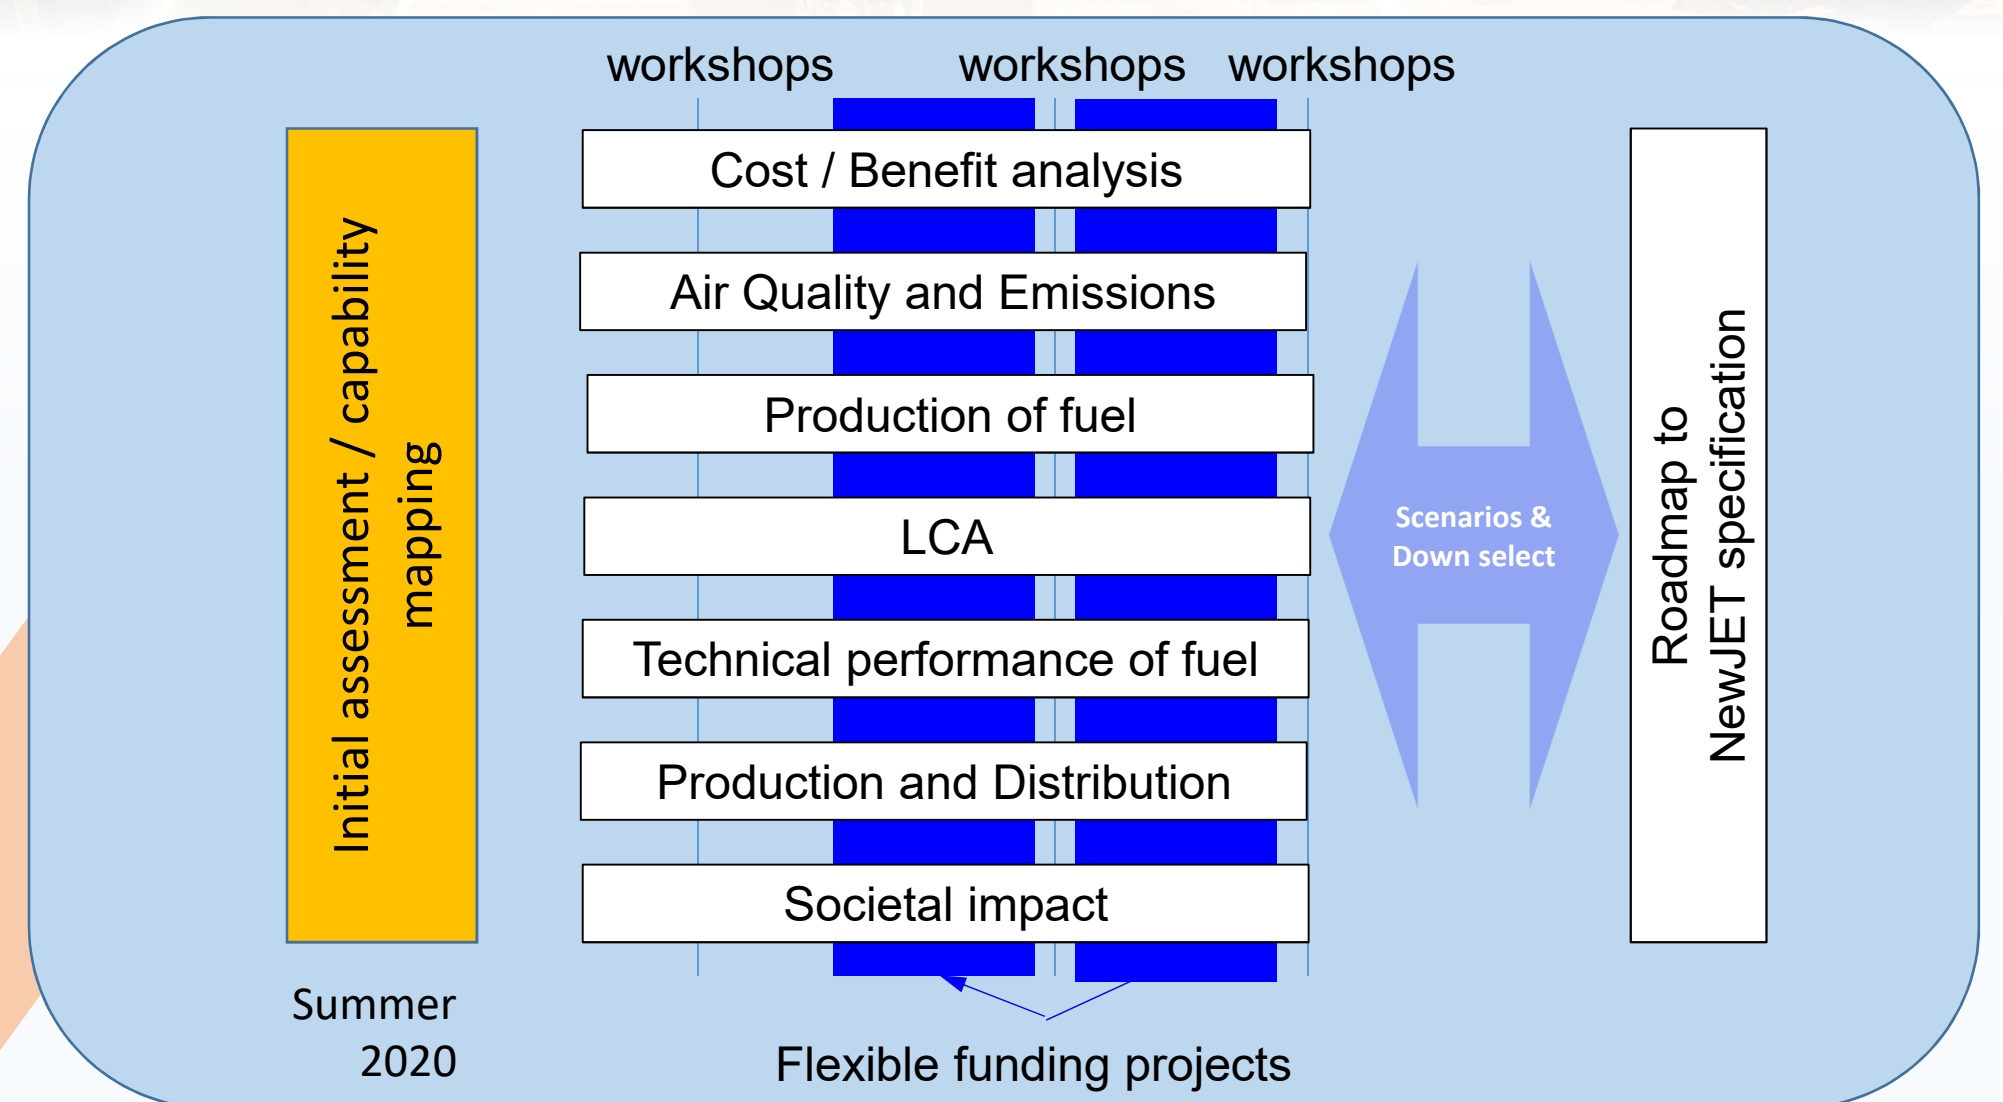 workshops workshops workshops
Initial assessment / capability
mapping
Cost / Benefit analysis
Air Quality and Emissions
Production of fuel
LCA
Technical performance of fuel
Production and Distribution
Societal impact
Scenarios &
Down select
Roadmap to
NewJET specification
Summer
2020
Flexible funding projects